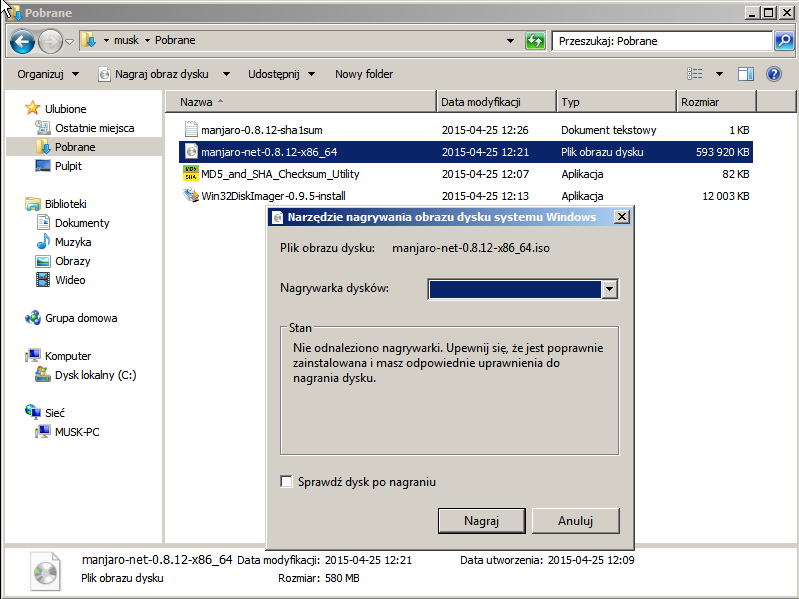 Pobrane
musk Pobrane
Przeszukaj: Pobrane
Organizuj Nagraj obraz dysku Udostępnij Nowy folder
Ulubione
Ostatnie miejsca
Pobrane
Pulpit
Biblioteki
Dokumenty
Muzyka
Obrazy
Wideo
Grupa domowa
Komputer
Dysk lokalny (C:)
Sieć
MUSK-PC
Nazwa Data modyfikacji Typ Rozmiar
manjaro-0.8.12-sha1sum 2015-04-25 12:26 Dokument tekstowy 1 KB
manjaro-net-0.8.12-x86_64 2015-04-25 12:21 Plik obrazu dysku 593 920 KB
MD5_and_SHA_Checksum_Utility 2015-04-25 12:07 Aplikacja 82 KB
Win32DiskImager-0.9.5-install 2015-04-25 12:13 Aplikacja 12 003 KB
Narzędzie nagrywania obrazu dysku systemu Windows
Plik obrazu dysku: manjaro-net-0.8.12-x86_64.iso
Nagrywarka dysków:
Stan
Nie odnaleziono nagrywarki. Upewnij się, że jest poprawnie
zainstalowana i masz odpowiednie uprawnienia do
nagrania dysku.
Sprawdź dysk po nagraniu
Nagraj Anuluj
manjaro-net-0.8.12-x86_64 Data modyfikacji: 2015-04-25 12:21 Data utworzenia: 2015-04-25 12:09
Plik obrazu dysku Rozmiar: 580 MB